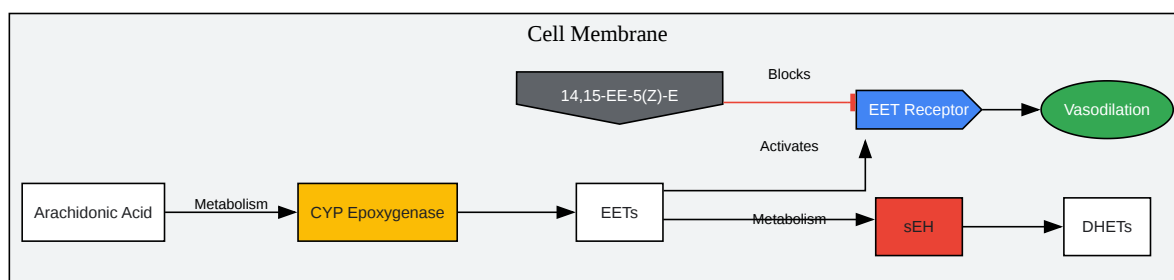 Cell Membrane
Blocks
14,15-EE-5(Z)-E
EET Receptor
Vasodilation
Activates
Arachidonic Acid
Metabolism
CYP Epoxygenase
EETs
Metabolism
sEH
DHETs